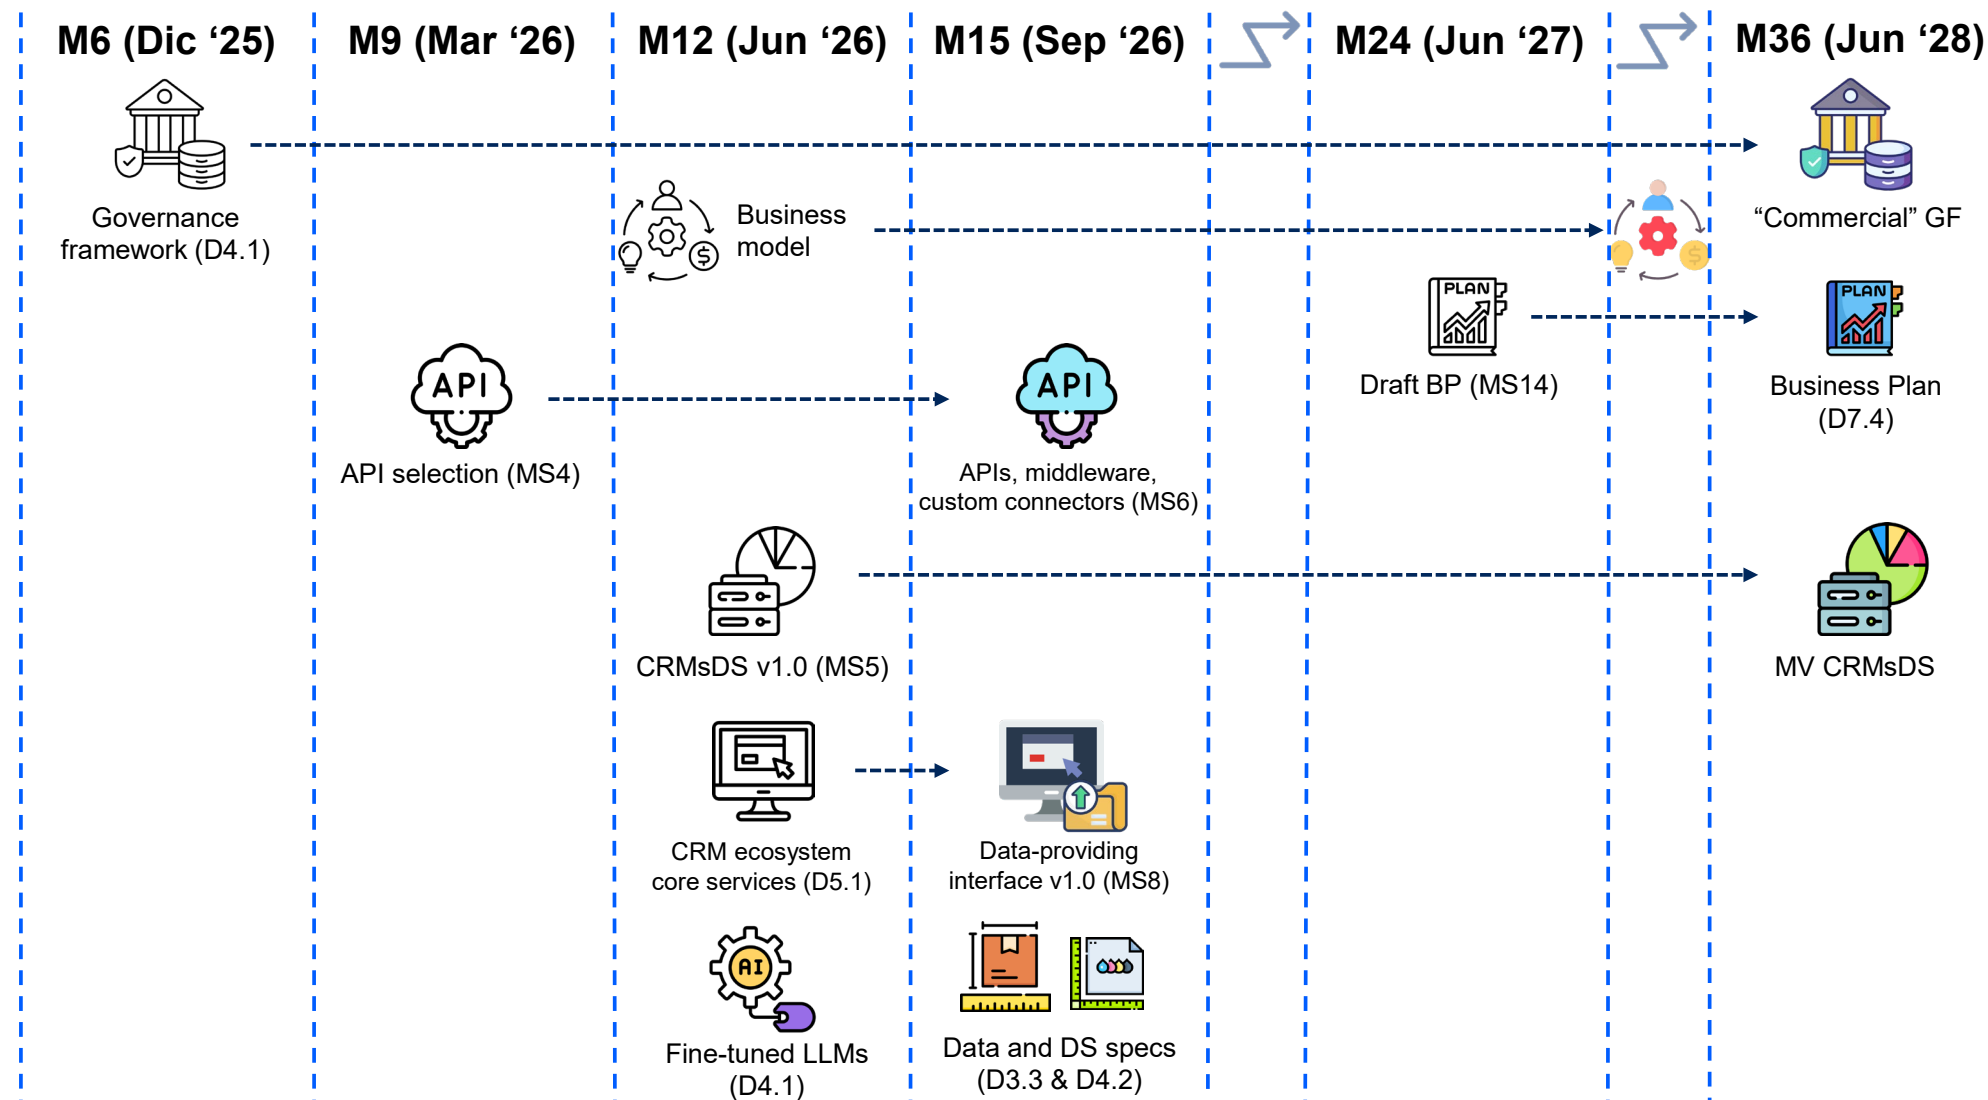 M6 (Dic ‘25)
M9 (Mar ‘26)
M12 (Jun ‘26)
M15 (Sep ‘26)
M24 (Jun ‘27)
M36 (Jun ‘28)
Governance
framework (D4.1)
“Commercial” GF
Business
model
PLAN
Draft BP (MS14)
PLAN
Business Plan
(D7.4)
API
API selection (MS4)
API
APIs, middleware,
custom connectors (MS6)
CRMsDS v1.0 (MS5)
MV CRMsDS
CRM ecosystem
core services (D5.1)
Data-providing
interface v1.0 (MS8)
AI
Fine-tuned LLMs
(D4.1)
Data and DS specs
(D3.3 & D4.2)